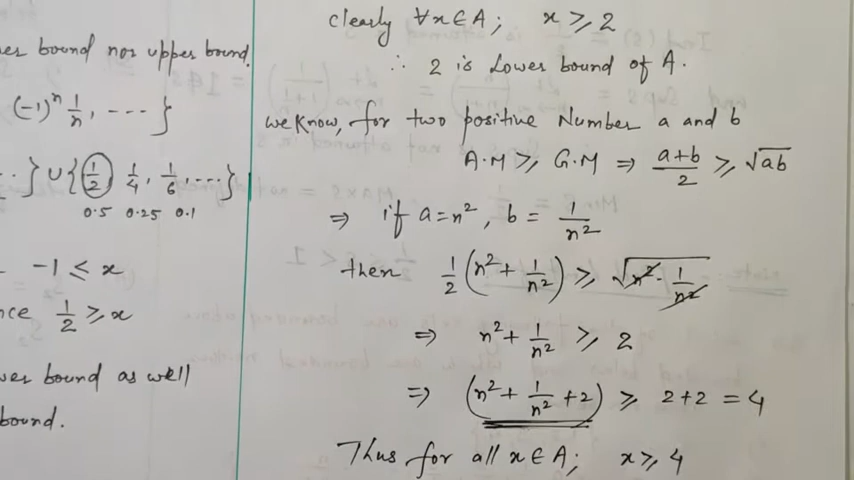 er bound nor upper bound.
(-1)ⁿ 1/n, ---- }
} ∪ { 1/2, 1/4, 1/6, .... }
0.5 0.25 0.1
-1 ≤ x
nce 1/2 ≥ x
wer bound as well
bound.
clearly ∀x∈A; x ≥ 2
∴ 2 is Lower bound of A.
we know, for two positive Number a and b
A.M ≥ G.M ⇒ (a+b)/2 ≥ √ab
⇒ if a = n², b = 1/n²
then 1/2 (n² + 1/n²) ≥ √(n² · 1/n²)
⇒ n² + 1/n² ≥ 2
⇒ (n² + 1/n² + 2) ≥ 2+2 = 4
Thus for all x∈A; x ≥ 4